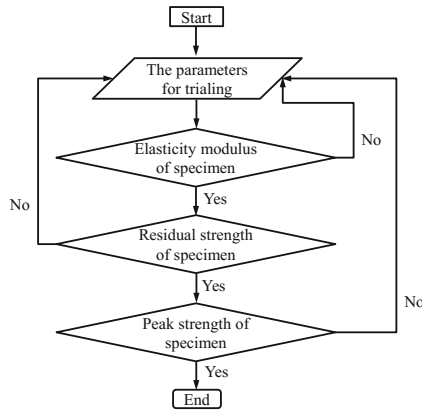 Start
The parameters
for trialing
No
Elasticity modulus
of specimen
Yes
No
Residual strength
of specimen
Yes
No
Peak strength of
specimen
Yes
End